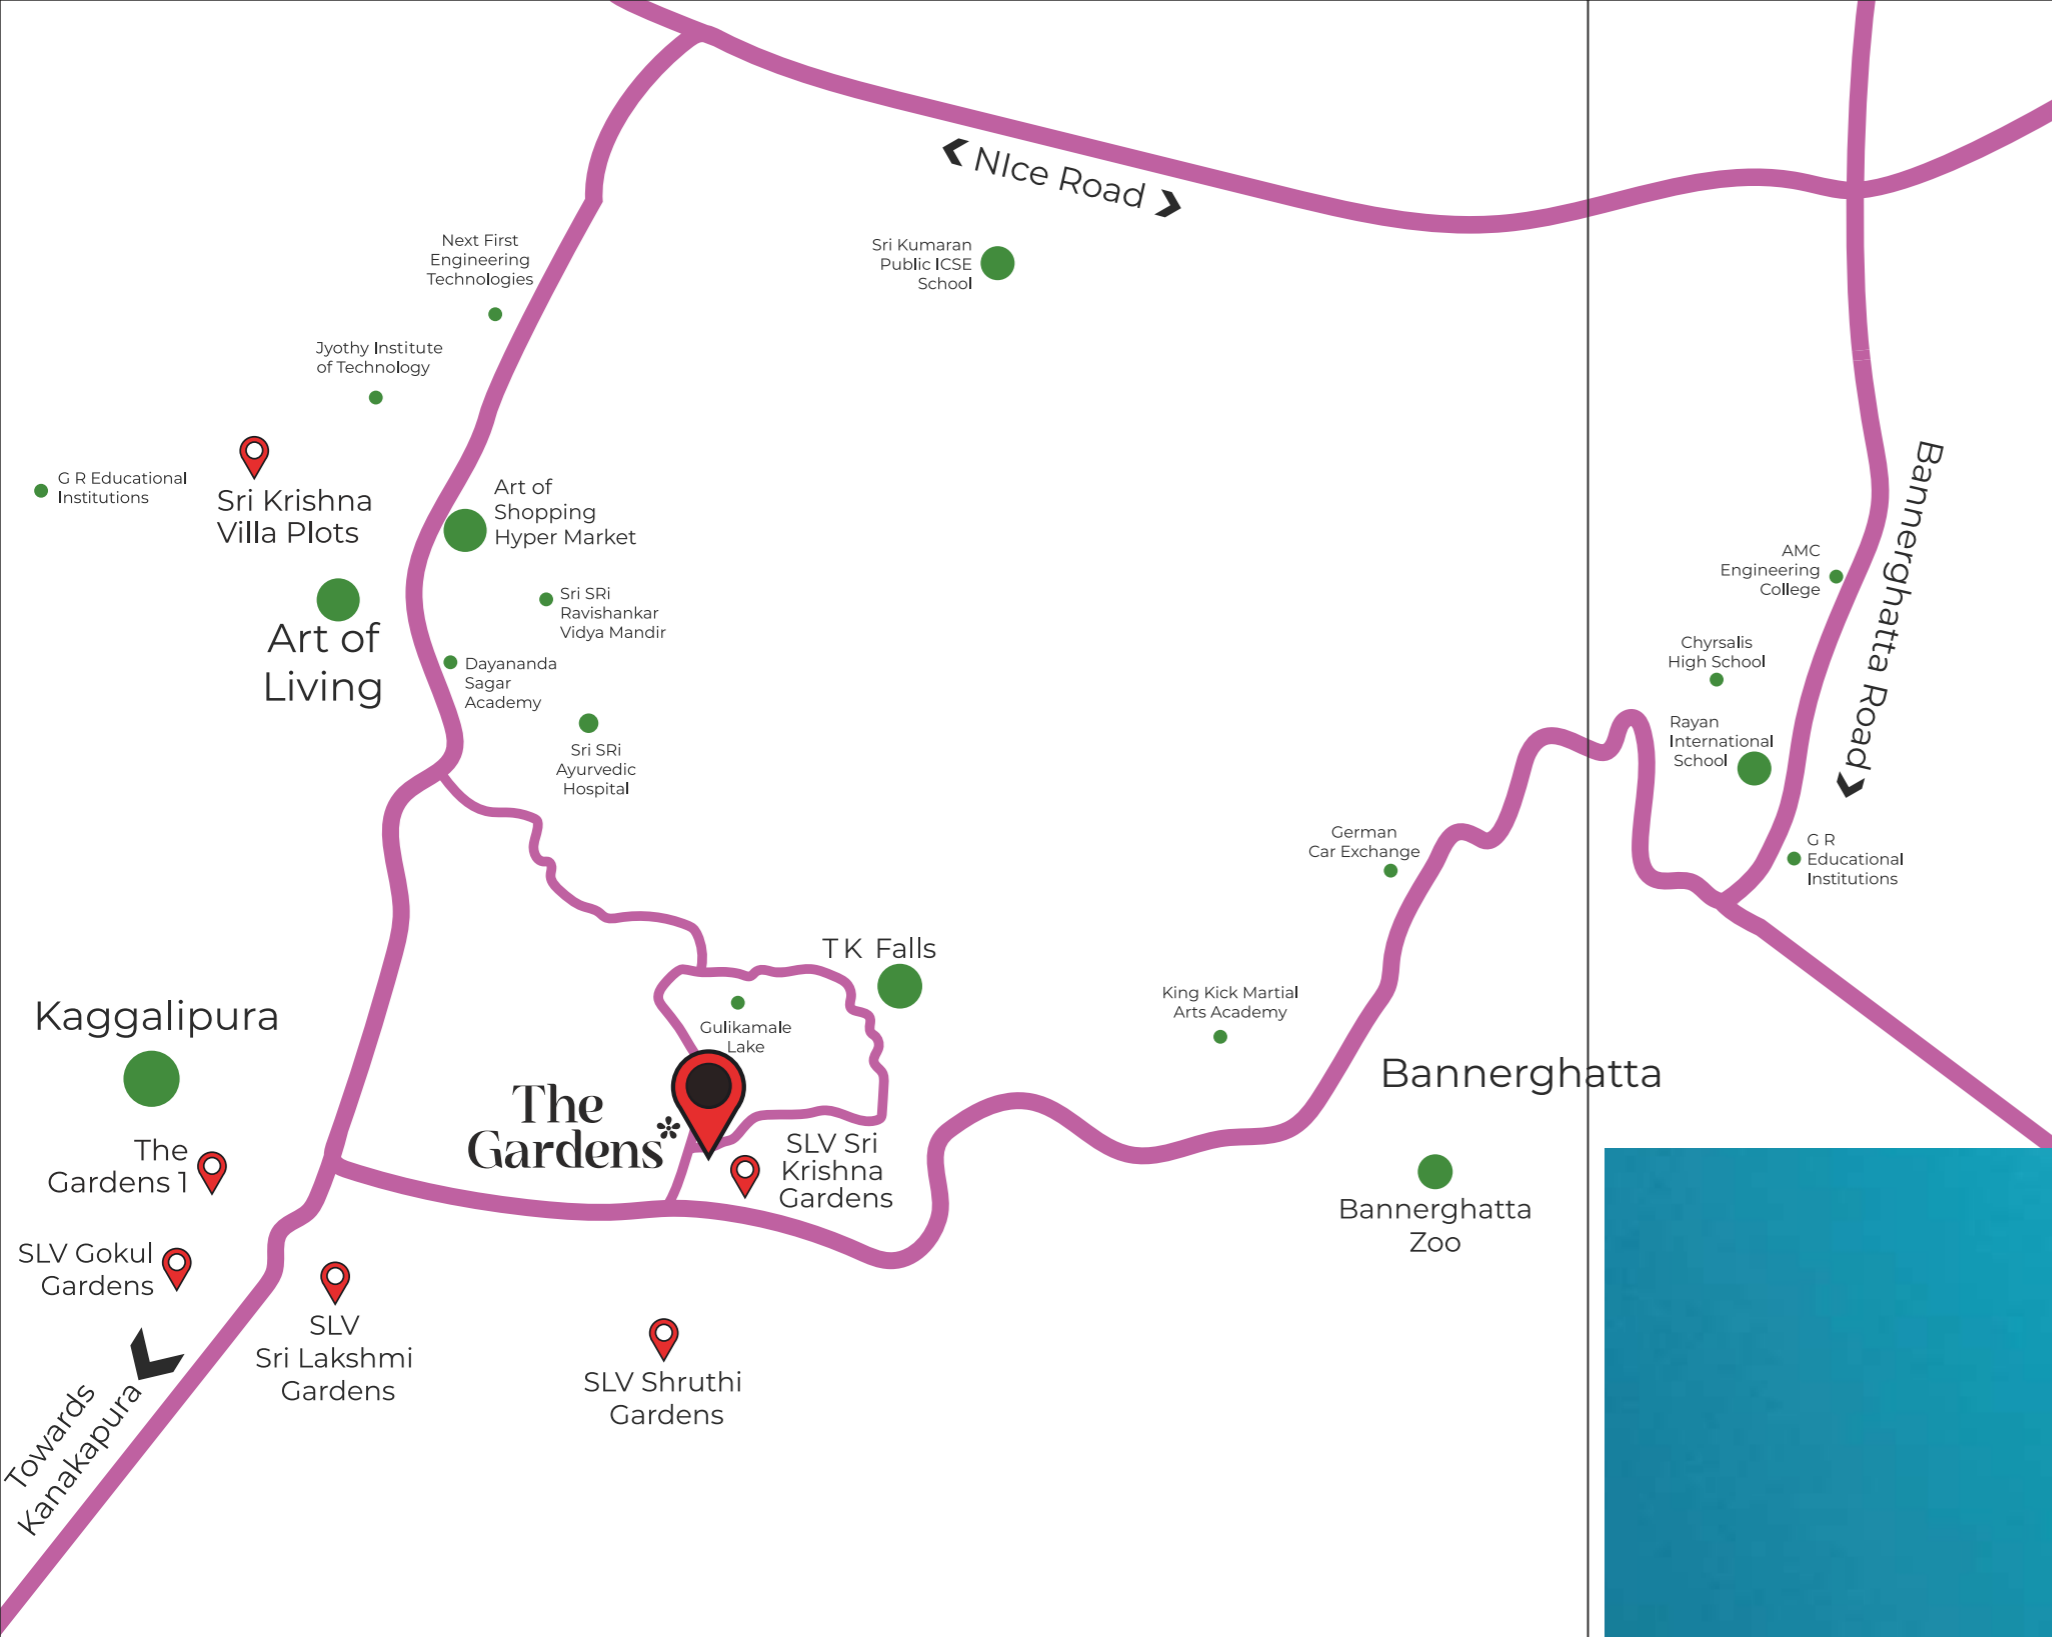 NIce Road
Sri Kumaran
Public ICSE
School
Next First
Engineering
Technologies
Jyothy Institute
of Technology
G R Educational
Institutions
Sri Krishna
Villa Plots
Art of
Shopping
Hyper Market
Art of
Living
Sri SRi
Ravishankar
Vidya Mandir
Dayananda
Sagar
Academy
Sri SRi
Ayurvedic
Hospital
Bannerghatta Road
AMC
Engineering
College
Chyrsalis
High School
Rayan
International
School
G R
Educational
Institutions
German
Car Exchange
TK Falls
King Kick Martial
Arts Academy
Gulikamale
Lake
Kaggalipura
Bannerghatta
The
Gardens*
SLV Sri
Krishna
Gardens
The
Gardens 1
Bannerghatta
Zoo
SLV Gokul
Gardens
SLV
Sri Lakshmi
Gardens
SLV Shruthi
Gardens
Towards
Kanakapura